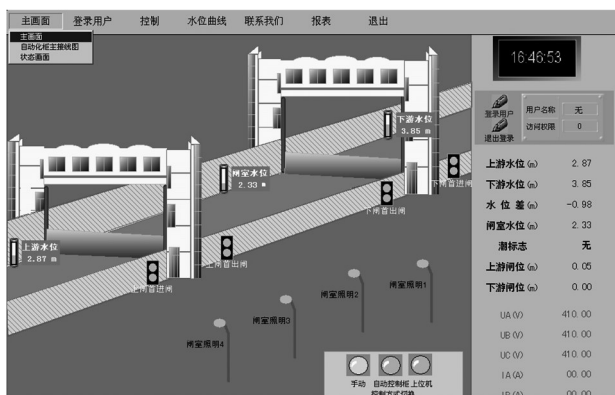 主画面 登录用户 控制 水位曲线 联系我们 报表 退出
主画面
自动化柜主接线图
状态画面
16:46:53
登录用户
退出登录
用户名称 无
访问权限 0
下游水位
3.85 m
闸室水位
2.33 m
上游水位
2.87 m
下闸首进闸
下闸首出闸
上闸首出闸
上闸首进闸
闸室照明1
闸室照明2
闸室照明3
闸室照明4
手动 自动控制柜 上位机
控制方式切换
上游水位(m) 2.87
下游水位(m) 3.85
水 位 差(m) -0.98
闸室水位(m) 2.33
潮标志 无
上游闸位(m) 0.05
下游闸位(m) 0.00
UA(V) 410.00
UB(V) 410.00
UC(V) 410.00
IA(A) 00.00
IB(A) 00.00